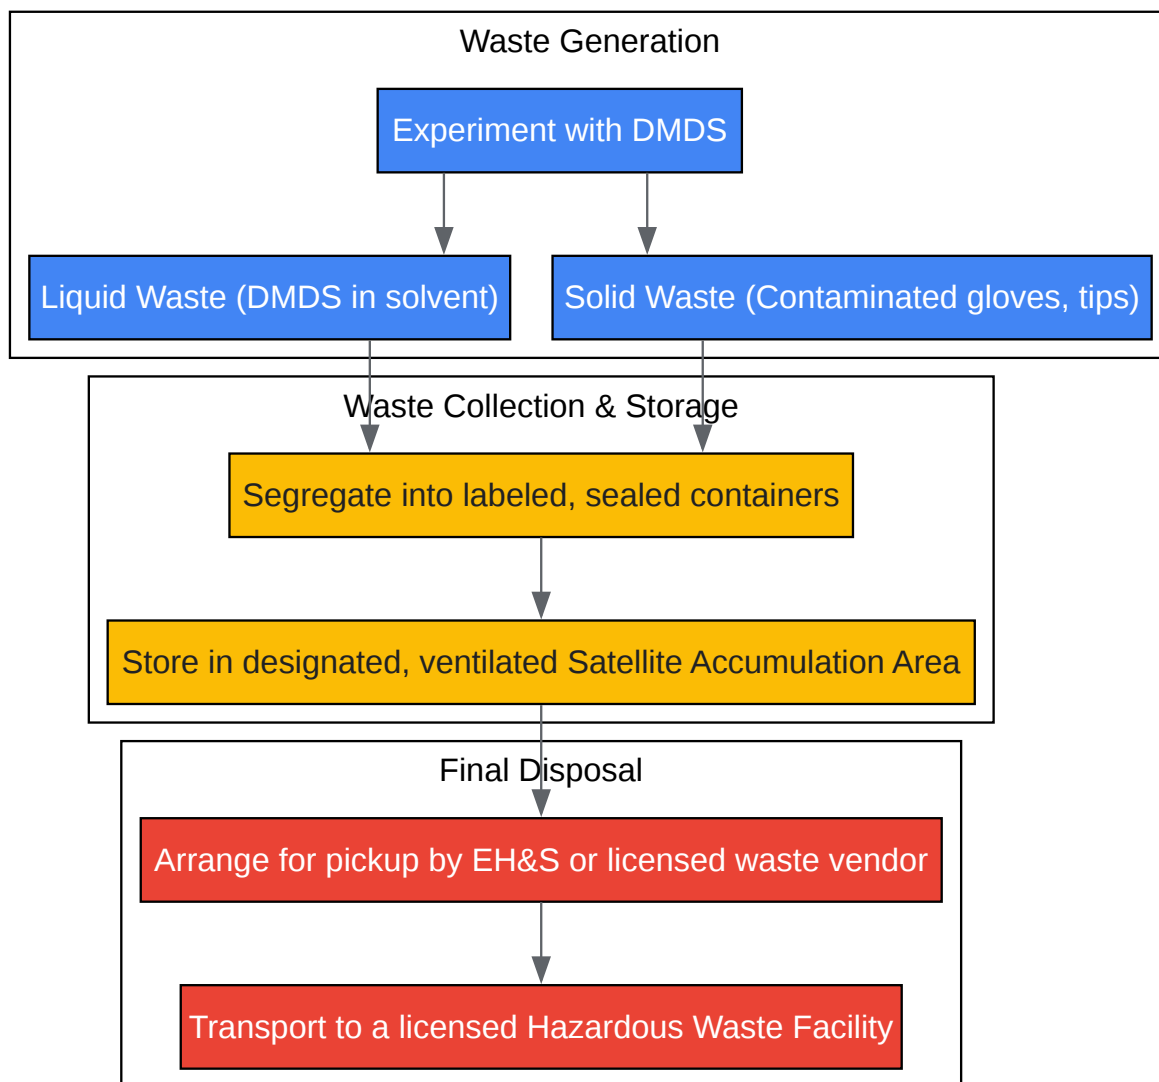 Waste Generation
Experiment with DMDS
Liquid Waste (DMDS in solvent)
Solid Waste (Contaminated gloves, tips)
Waste Collection & Storage
Segregate into labeled, sealed containers
Store in designated, ventilated Satellite Accumulation Area
Final Disposal
Arrange for pickup by EH&S or licensed waste vendor
Transport to a licensed Hazardous Waste Facility